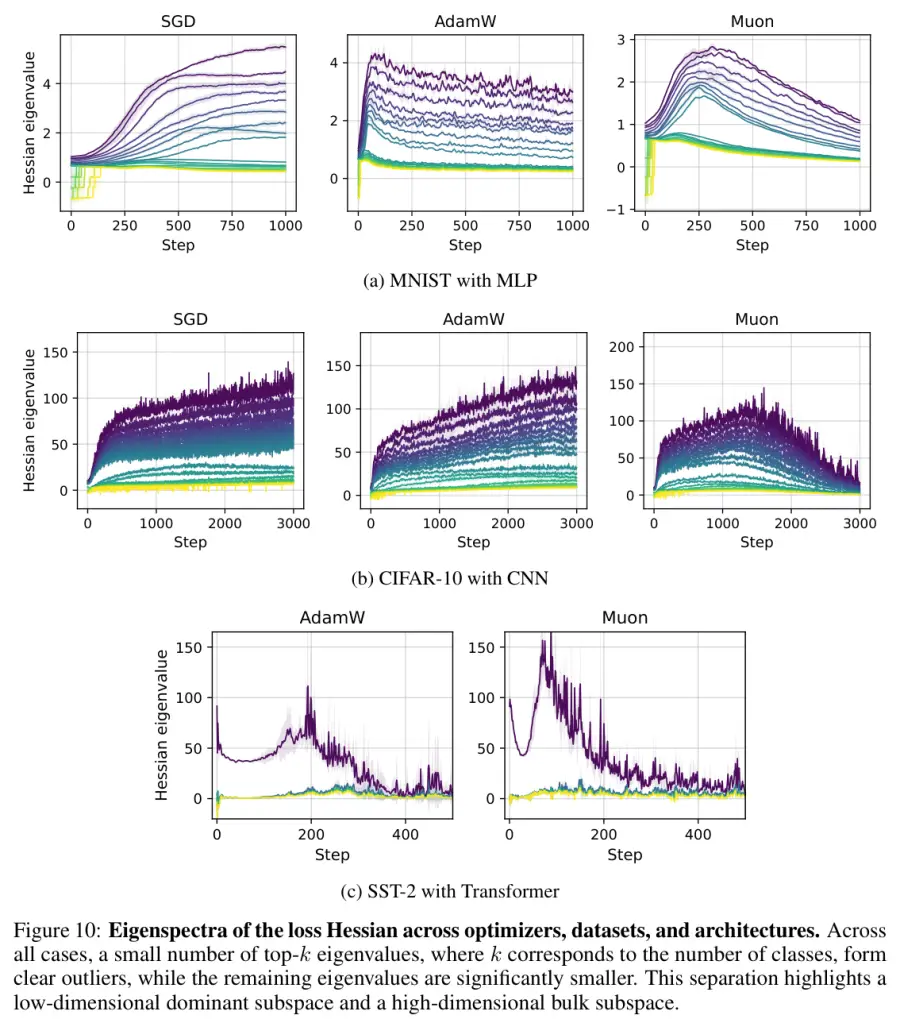 SGD
AdamW
Muon
Hessian eigenvalue
4
2
0
4
2
0
3
2
1
0
−1
0 250 500 750 1000
0 250 500 750 1000
0 250 500 750 1000
Step
Step
Step
(a) MNIST with MLP
SGD
AdamW
Muon
Hessian eigenvalue
150
100
50
0
150
100
50
0
200
150
100
50
0
0 1000 2000 3000
0 1000 2000 3000
0 1000 2000 3000
Step
Step
Step
(b) CIFAR-10 with CNN
AdamW
Muon
Hessian eigenvalue
150
100
50
0
150
100
50
0
0 200 400
0 200 400
Step
Step
(c) SST-2 with Transformer
Figure 10: Eigenspectra of the loss Hessian across optimizers, datasets, and architectures. Across
all cases, a small number of top-k eigenvalues, where k corresponds to the number of classes, form
clear outliers, while the remaining eigenvalues are significantly smaller. This separation highlights a
low-dimensional dominant subspace and a high-dimensional bulk subspace.